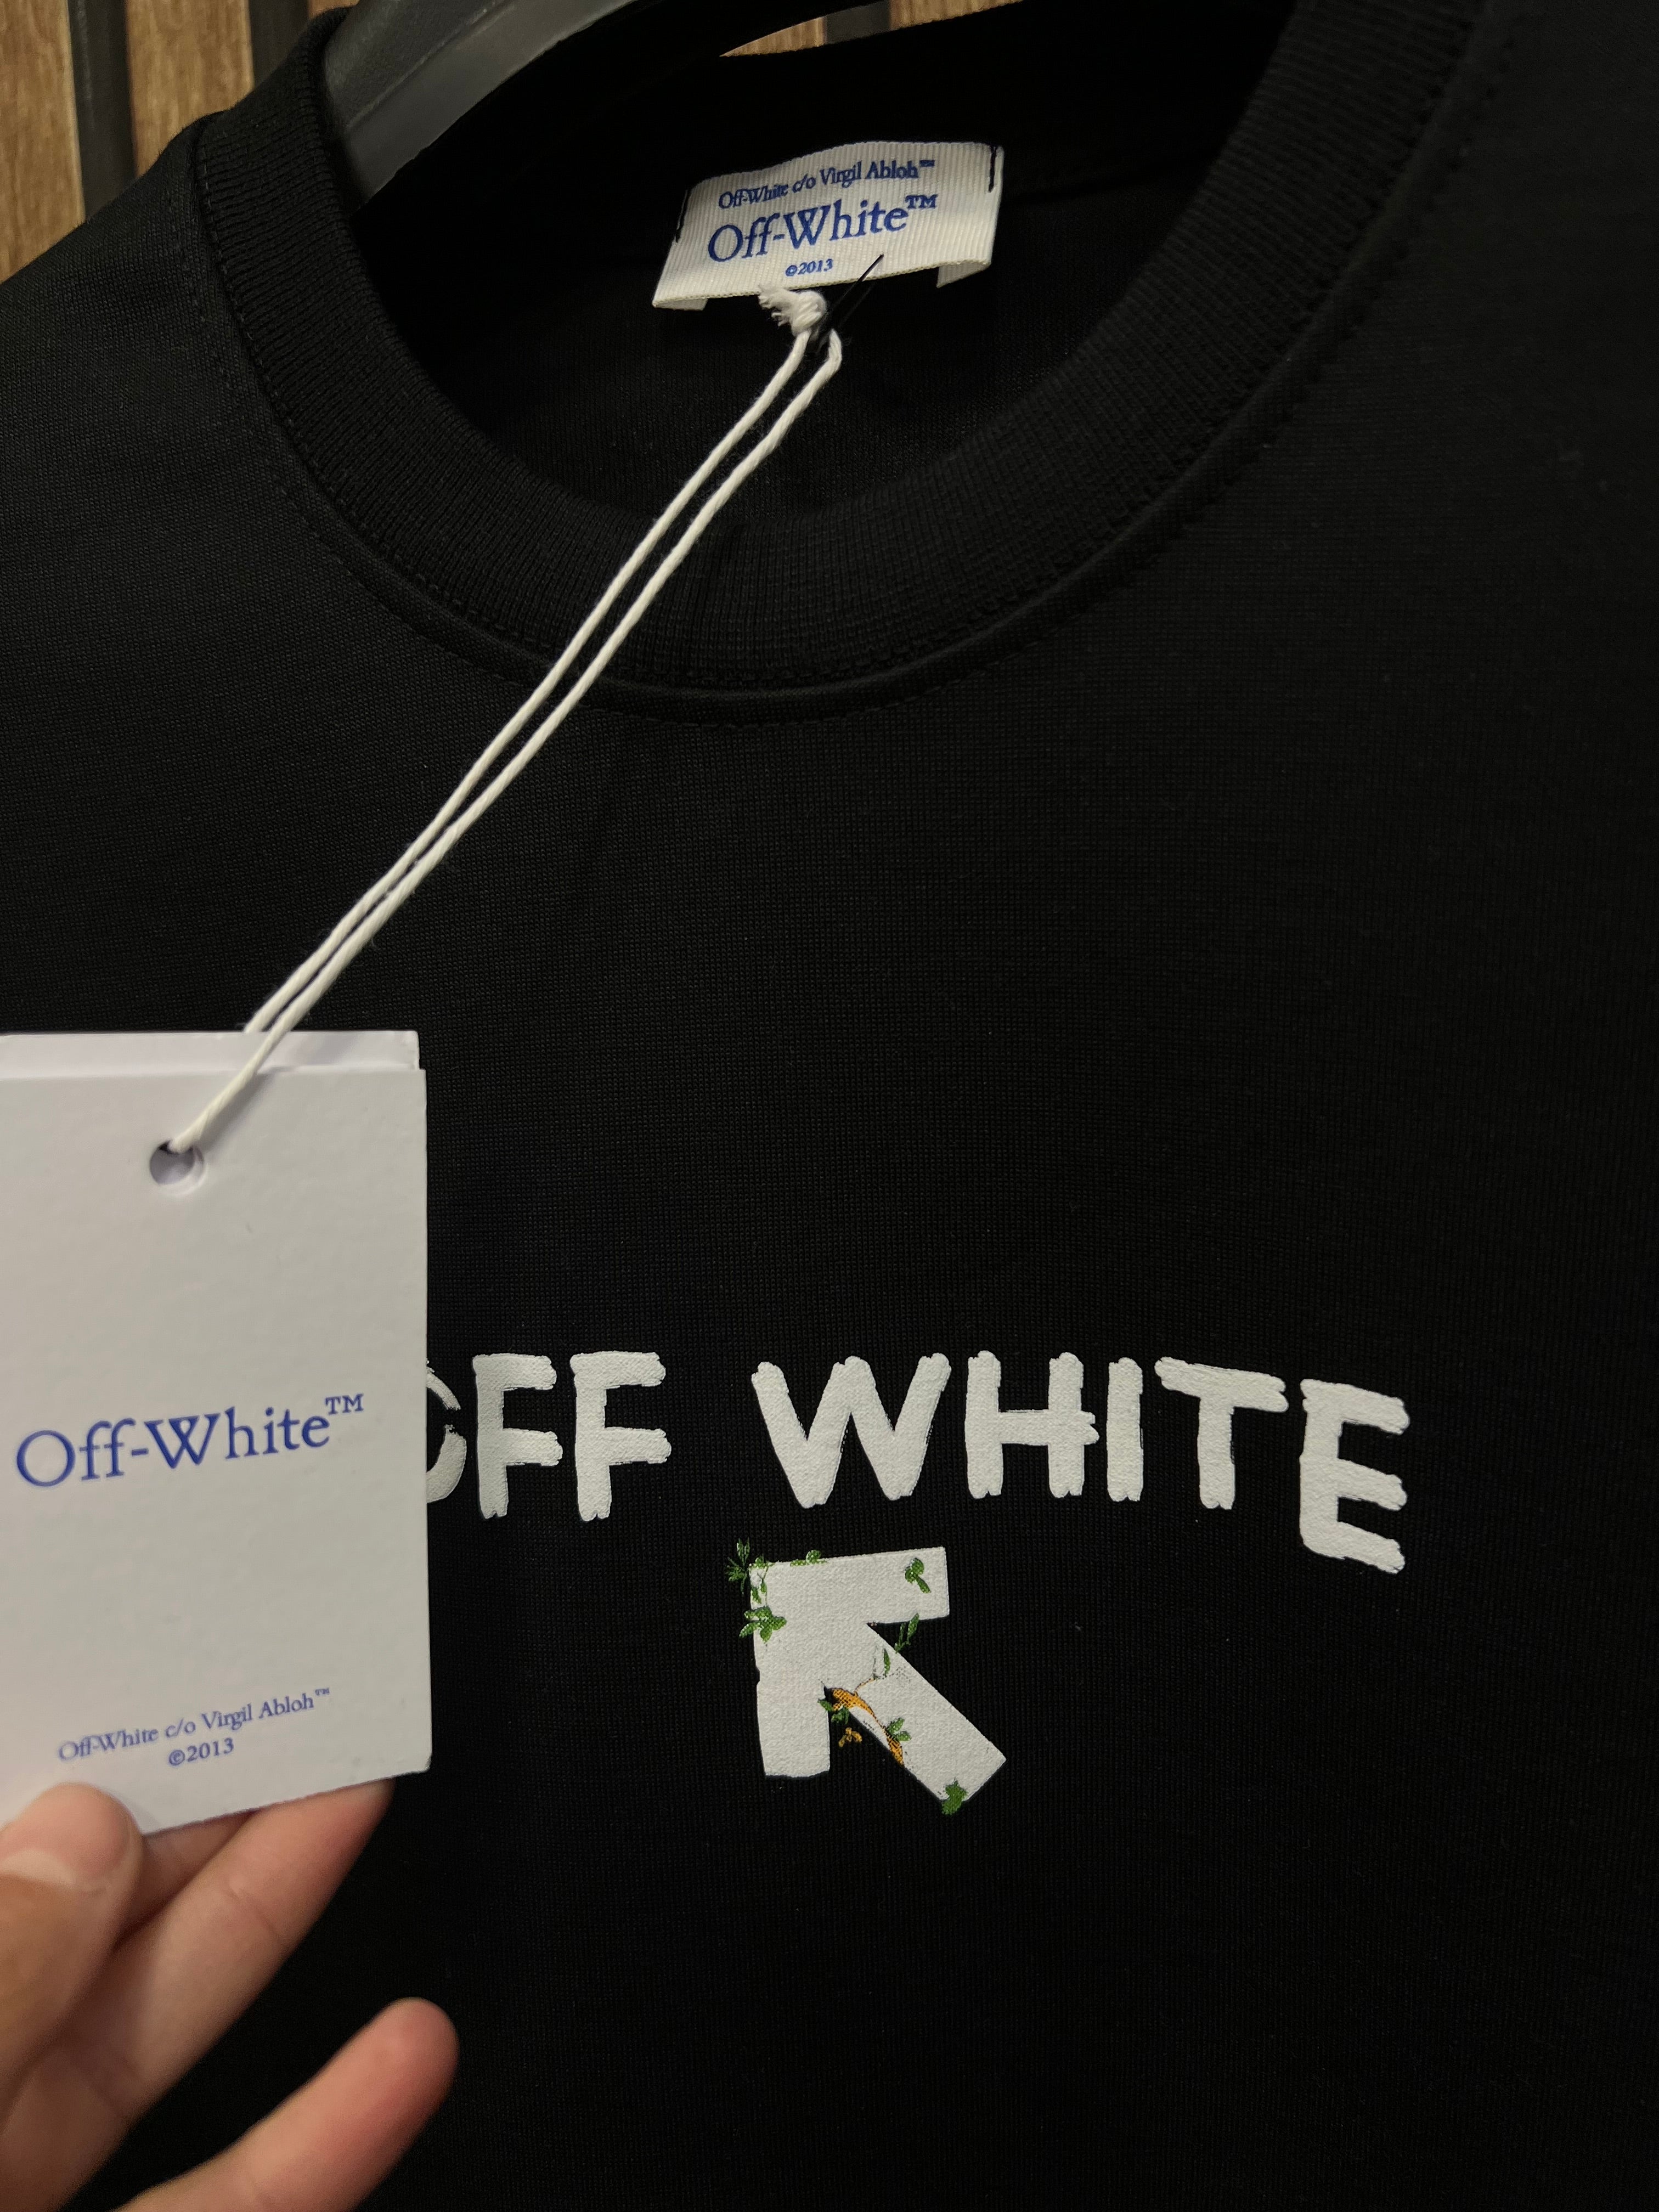 Off-White c/o Virgil Abloh™
Off-White™
©2013
OFF WHITE
Off-White™
Off-White c/o Virgil Abloh™
©2013